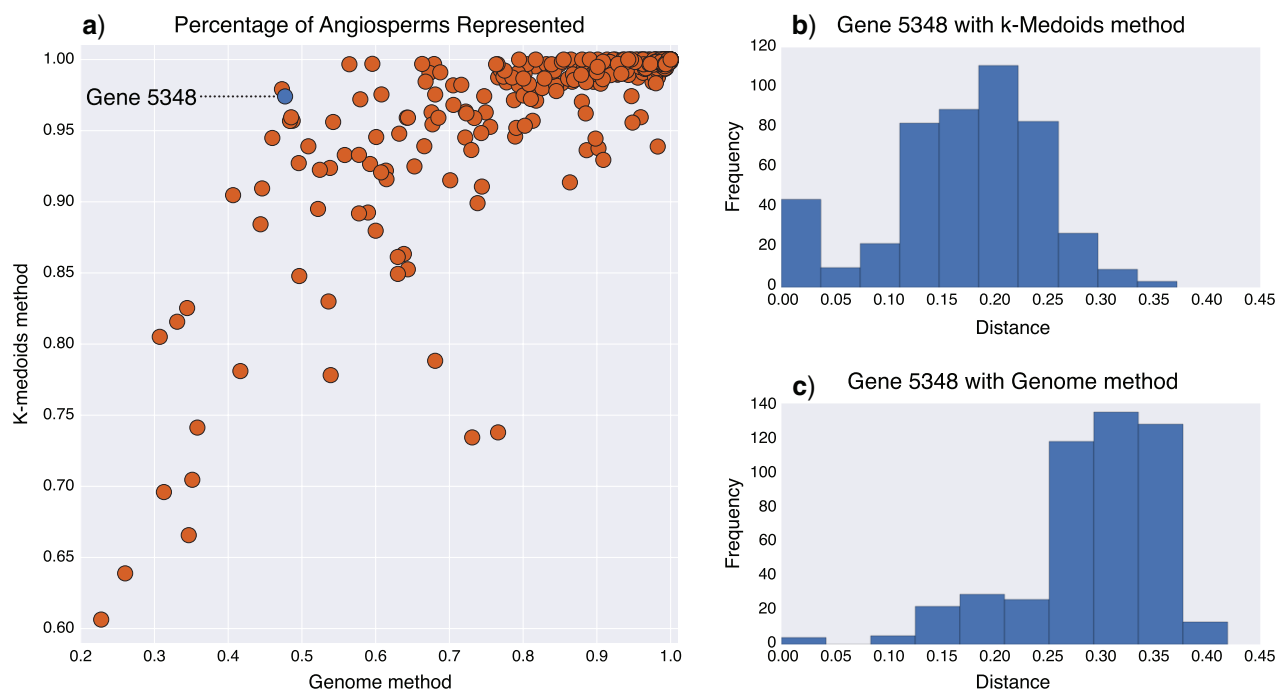 a) Percentage of Angiosperms Represented
1.00
0.95
0.90
0.85
0.80
0.75
0.70
0.65
0.60
K-medoids method
Gene 5348
0.2 0.3 0.4 0.5 0.6 0.7 0.8 0.9 1.0
Genome method
b) Gene 5348 with k-Medoids method
120
100
80
60
40
20
0
Frequency
0.00 0.05 0.10 0.15 0.20 0.25 0.30 0.35 0.40 0.45
Distance
c) Gene 5348 with Genome method
140
120
100
80
60
40
20
0
Frequency
0.00 0.05 0.10 0.15 0.20 0.25 0.30 0.35 0.40 0.45
Distance